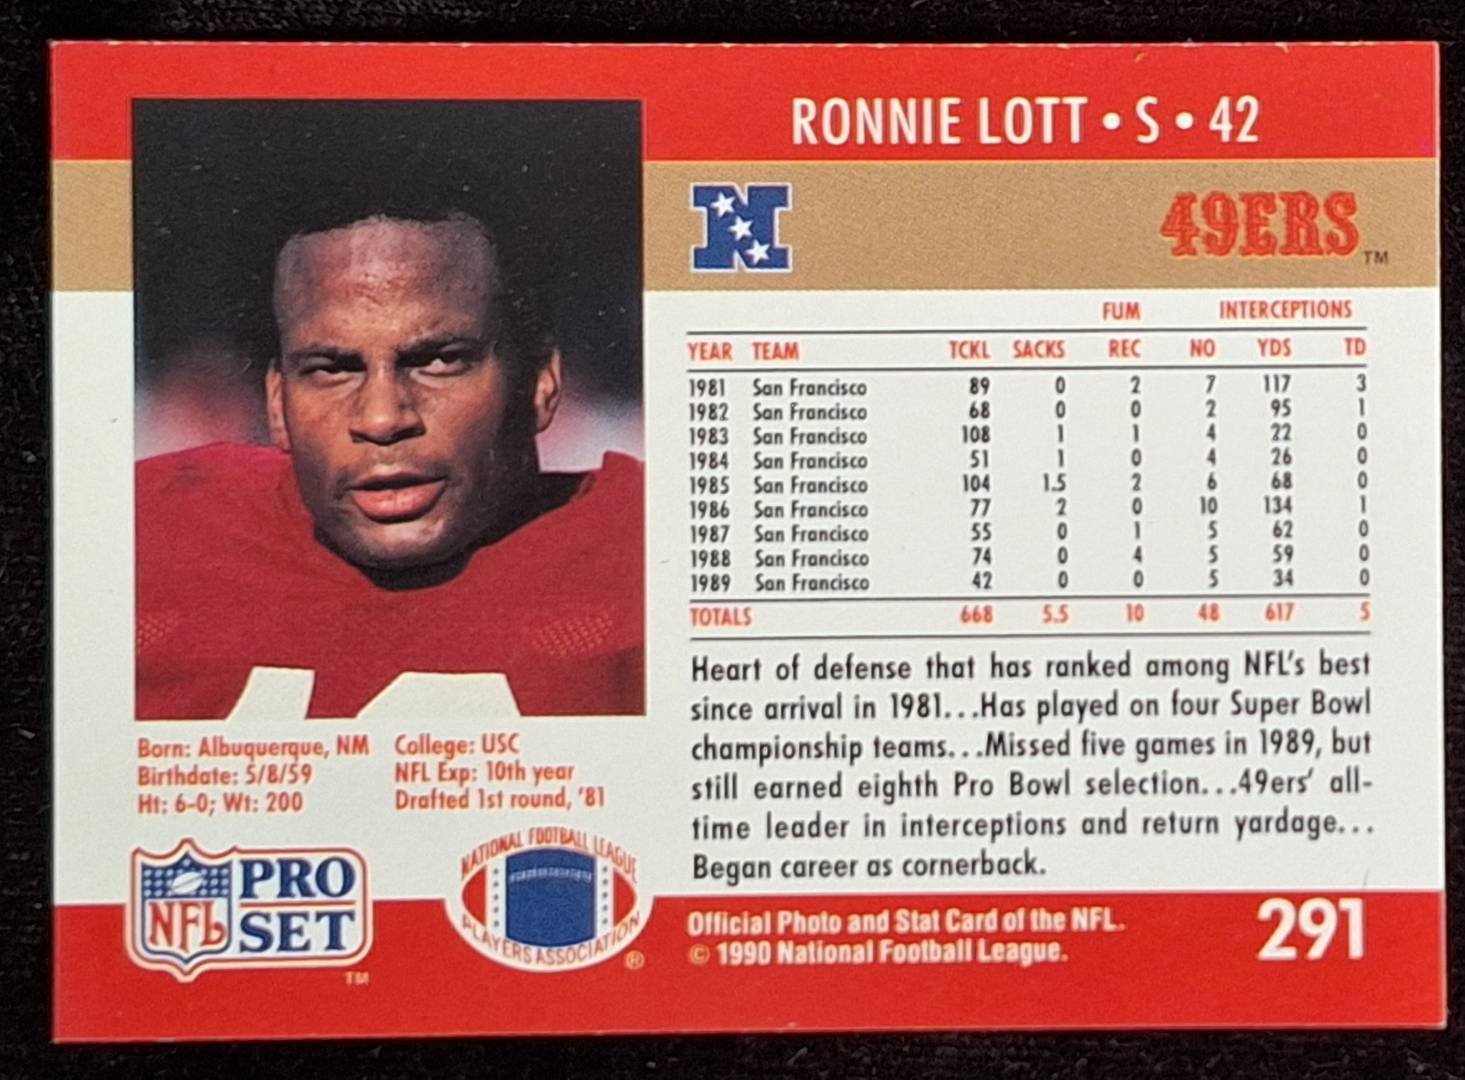 RONNIE LOTT • S • 42
N
49ERS
TM
FUM INTERCEPTIONS
YEAR TEAM TCKL SACKS REC NO YDS TD
1981 San Francisco 89 0 2 7 117 3
1982 San Francisco 68 0 0 2 95 1
1983 San Francisco 108 1 1 4 22 0
1984 San Francisco 51 1 0 4 26 0
1985 San Francisco 104 1.5 2 6 68 0
1986 San Francisco 77 2 0 10 134 1
1987 San Francisco 55 0 1 5 62 0
1988 San Francisco 74 0 4 5 59 0
1989 San Francisco 42 0 0 5 34 0
TOTALS 668 5.5 10 48 617 5
Heart of defense that has ranked among NFL's best
since arrival in 1981...Has played on four Super Bowl
championship teams...Missed five games in 1989, but
still earned eighth Pro Bowl selection...49ers' all-
time leader in interceptions and return yardage...
Began career as cornerback.
Born: Albuquerque, NM
Birthdate: 5/8/59
Ht: 6-0; Wt: 200
College: USC
NFL Exp: 10th year
Drafted 1st round, '81
NFL
PRO
SET
TM
NATIONAL FOOTBALL LEAGUE
PLAYERS ASSOCIATION
®
Official Photo and Stat Card of the NFL.
© 1990 National Football League.
291